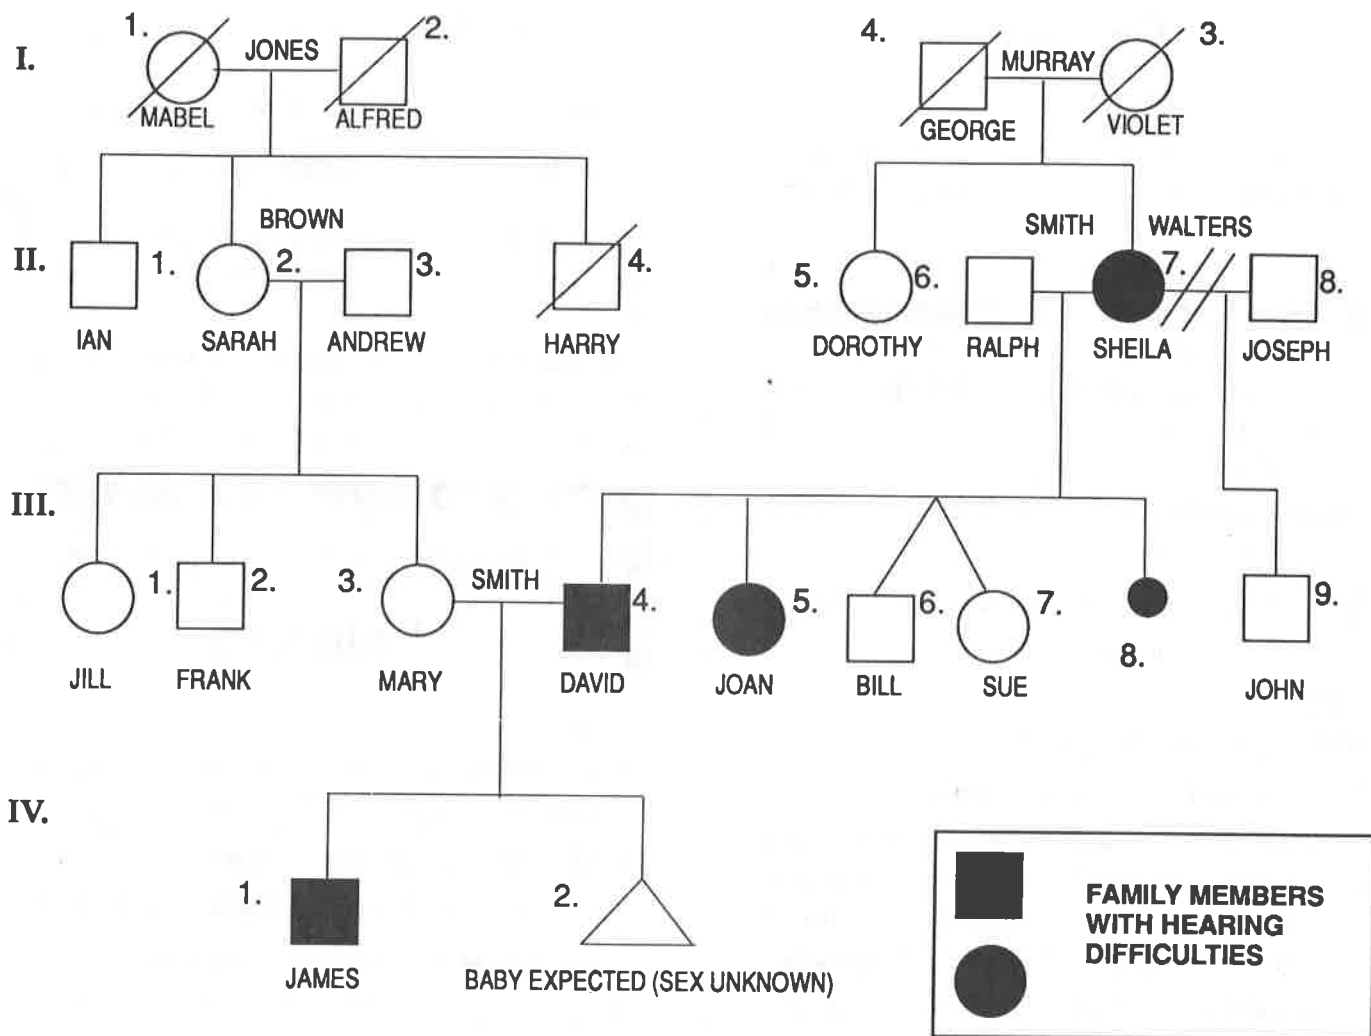 I.
1.
JONES
2.
4.
MURRAY
3.
MABEL
ALFRED
GEORGE
VIOLET
II.
BROWN
SMITH
WALTERS
1.
2.
3.
4.
5.
6.
7.
8.
IAN
SARAH
ANDREW
HARRY
DOROTHY
RALPH
SHEILA
JOSEPH
III.
1.
2.
3.
SMITH
4.
5.
6.
7.
8.
9.
JILL
FRANK
MARY
DAVID
JOAN
BILL
SUE
JOHN
IV.
1.
2.
JAMES
BABY EXPECTED (SEX UNKNOWN)
FAMILY MEMBERS
WITH HEARING
DIFFICULTIES